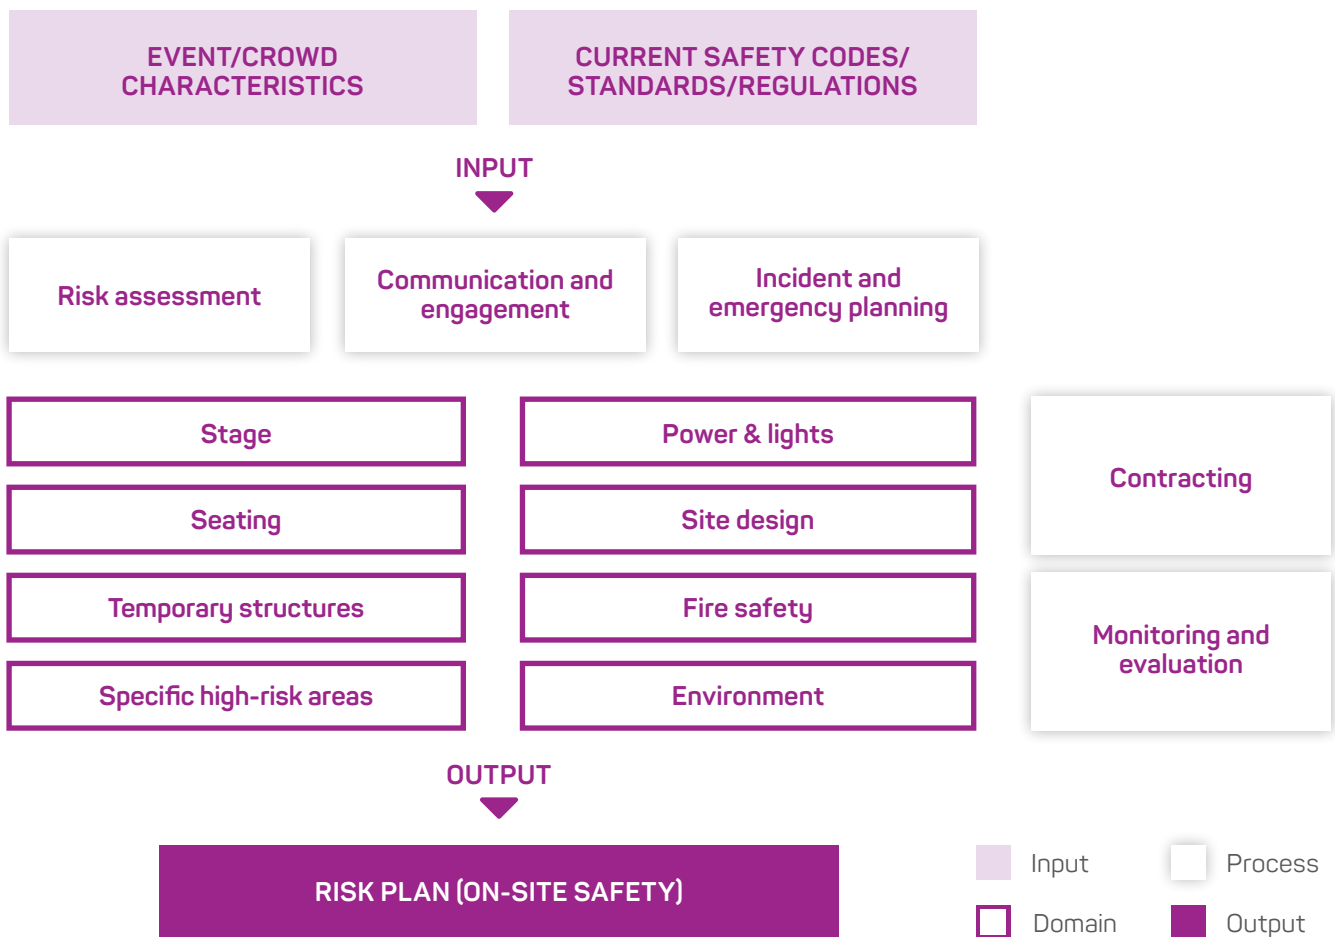 EVENT/CROWD
CHARACTERISTICS
CURRENT SAFETY CODES/
STANDARDS/REGULATIONS
INPUT
Risk assessment
Communication and
engagement
Incident and
emergency planning
Stage
Power & lights
Seating
Site design
Temporary structures
Fire safety
Specific high-risk areas
Environment
Contracting
Monitoring and
evaluation
OUTPUT
RISK PLAN (ON-SITE SAFETY)
Input
Process
Domain
Output